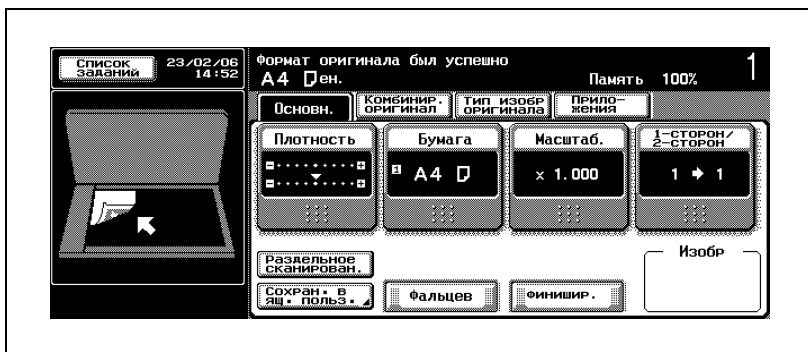 Список
заданий
23/02/06
14:52
Формат оригинала был успешно
A4 ен.
Память 100%
1
Основн.
Комбинир.
оригинал
Тип изобр
оригинала
Прило-
жения
Плотность
Бумага
1 A4
Масштаб.
x 1.000
1-сторон/
2-сторон
1 → 1
Раздельное
сканирован.
Сохран. в
ящ. польз.
Фальцев
Финишир.
Изобр